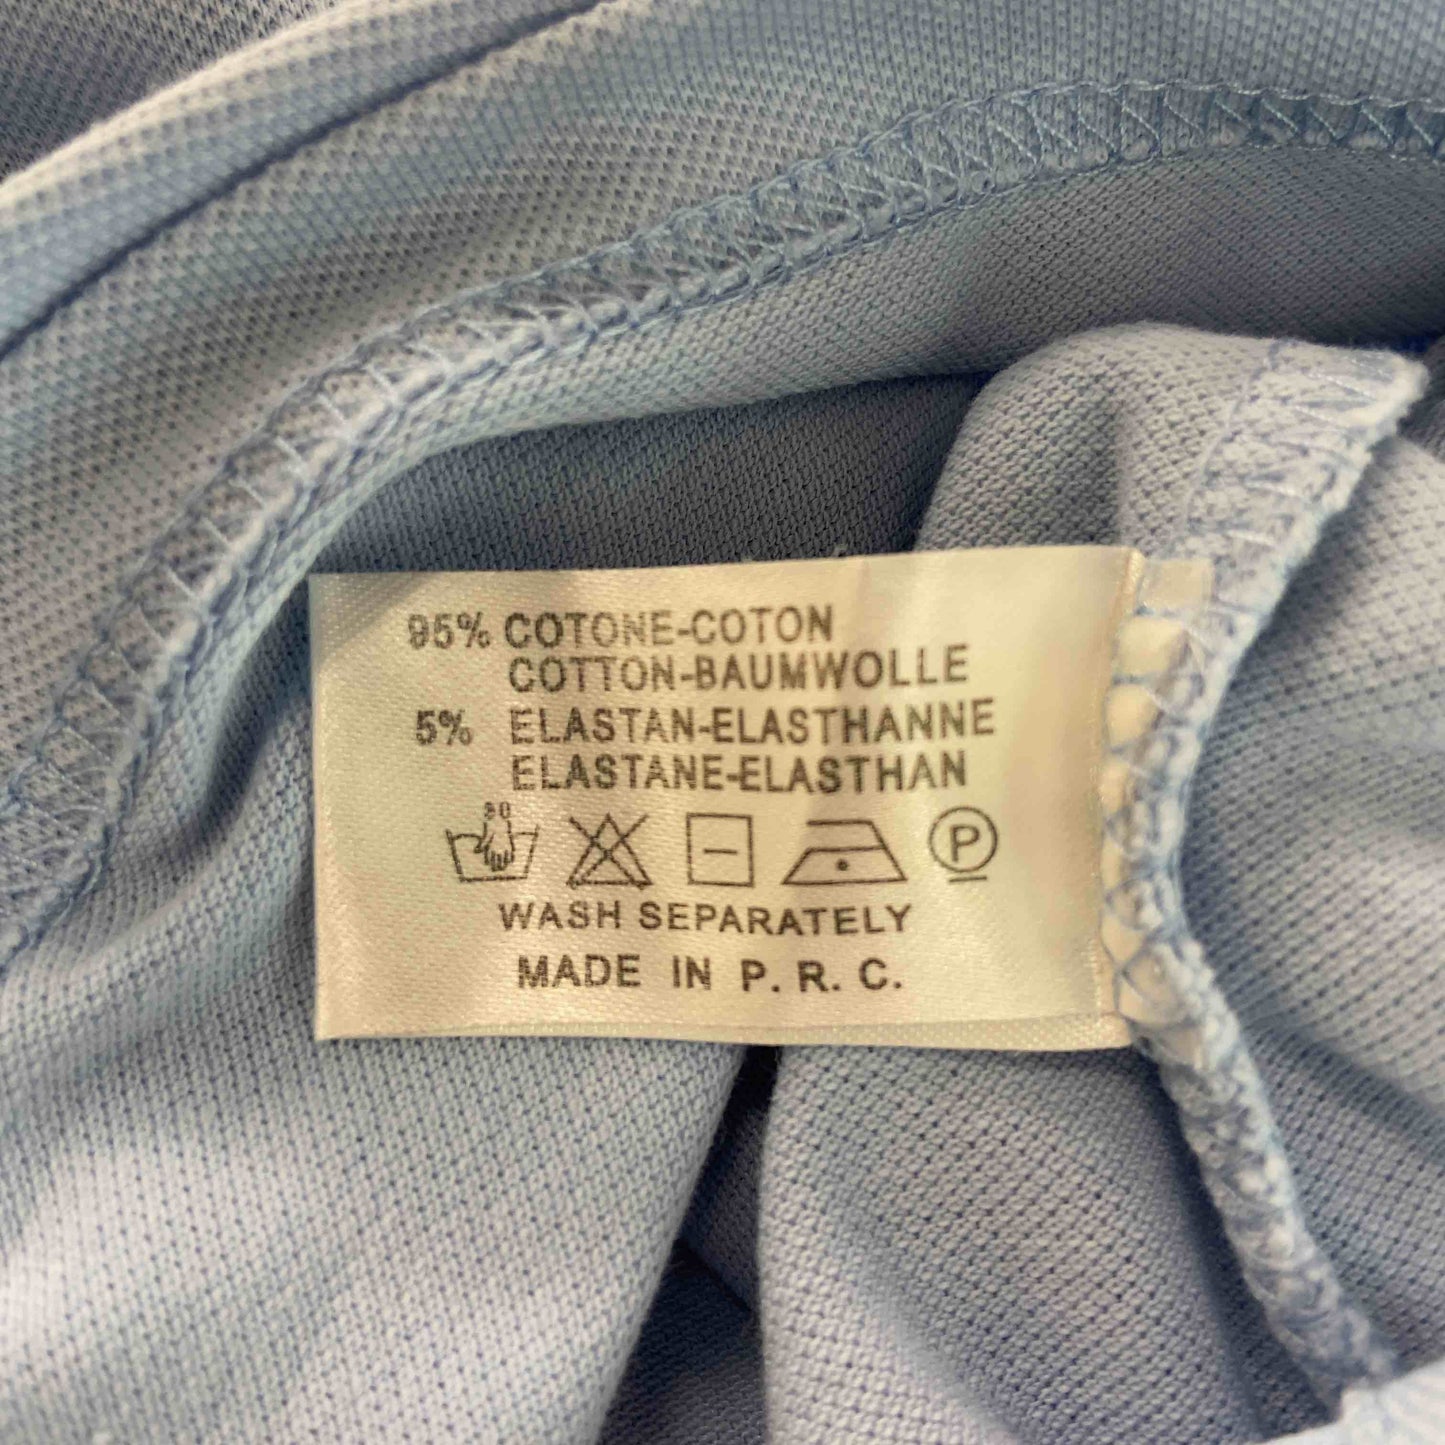 95% COTONE-COTON
COTTON-BAUMWOLLE
5% ELASTAN-ELASTHANNE
ELASTANE-ELASTHAN
P
WASH SEPARATELY
MADE IN P. R. C.